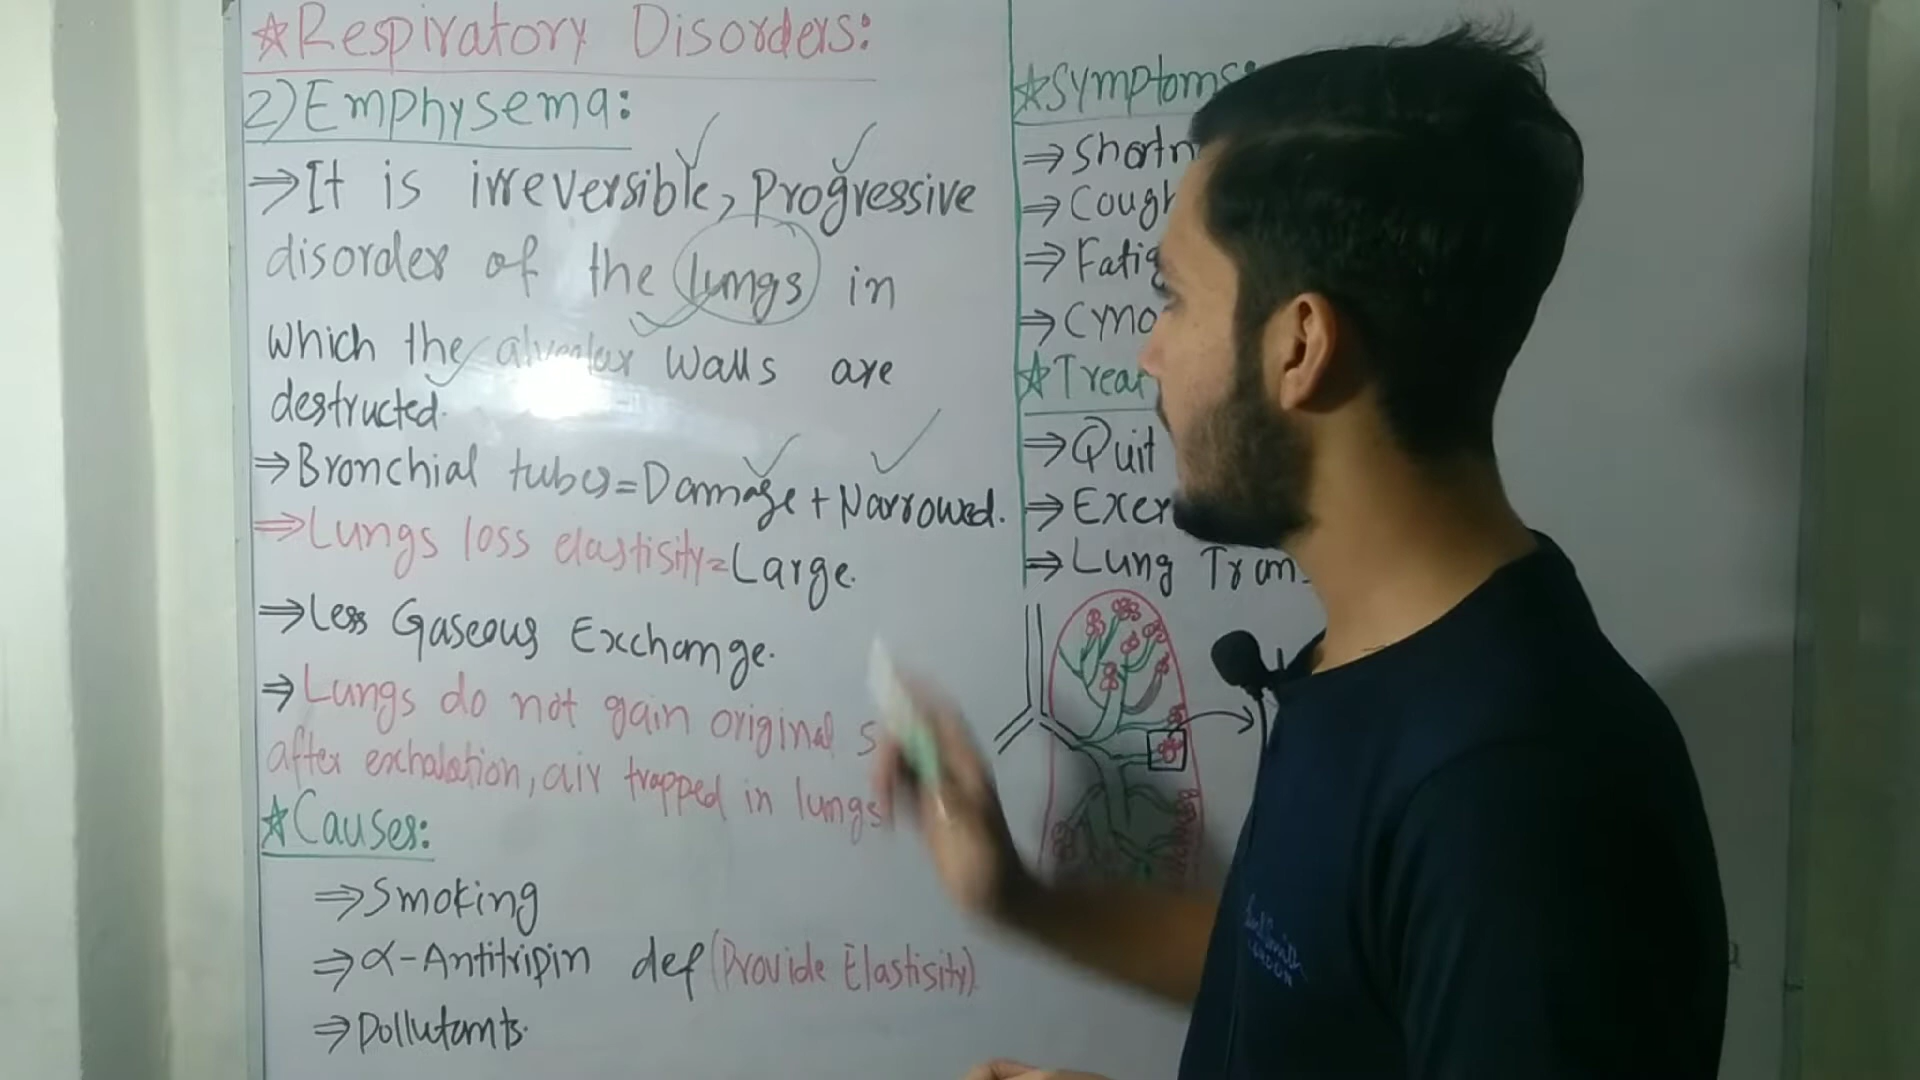 ★Respiratory Disorders:
2) Emphysema:
⇒It is irreversible, Progressive
disorder of the lungs in
which the alveolar walls are
destructed.
⇒Bronchial tubes=Damage + Narrowed.
⇒Lungs loss elastisity=Large.
⇒Less Gaseous Exchange.
⇒Lungs do not gain original s
after exhalation, air trapped in lungs
★Causes:
⇒Smoking
⇒α-Antitripin def (Provide Elastisity)
⇒Pollutants.
★Symptoms:
⇒Shortn
⇒Cough
⇒Fatig
⇒Cyno
★Treat
⇒Quit
⇒Exer
⇒Lung Trans